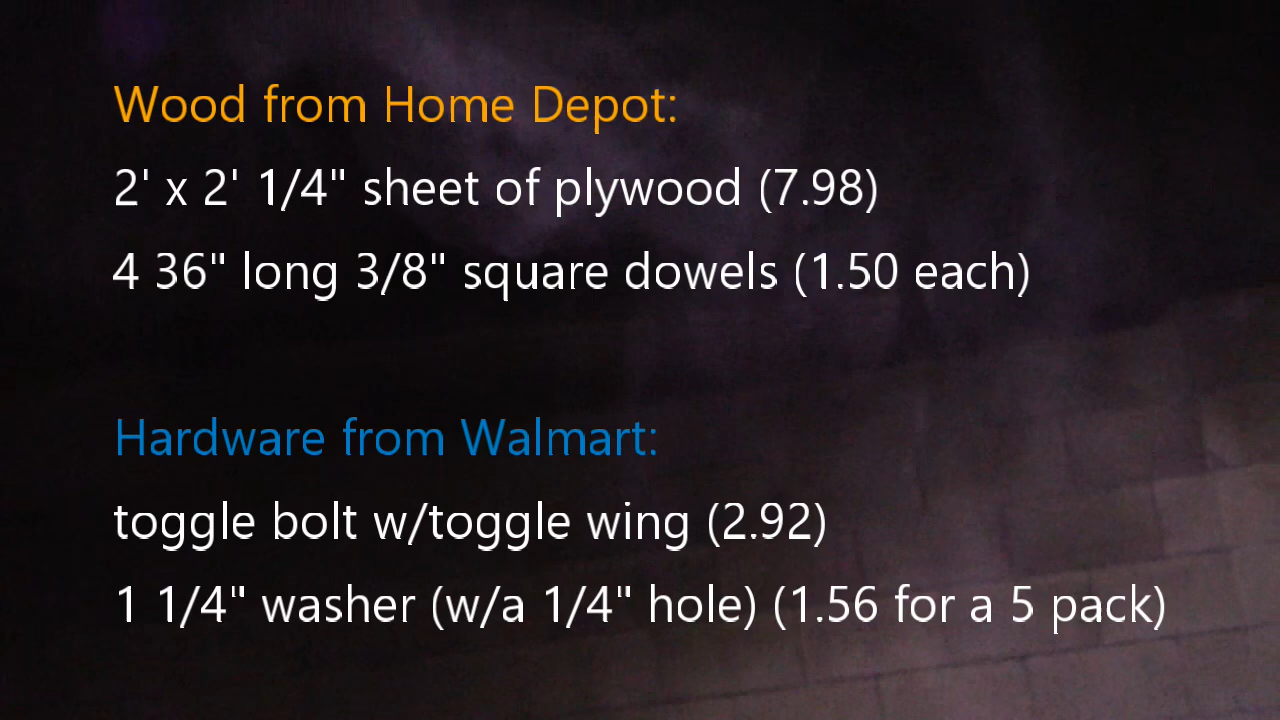 Wood from Home Depot:
2' x 2' 1/4" sheet of plywood (7.98)
4 36" long 3/8" square dowels (1.50 each)
Hardware from Walmart:
toggle bolt w/toggle wing (2.92)
1 1/4" washer (w/a 1/4" hole) (1.56 for a 5 pack)